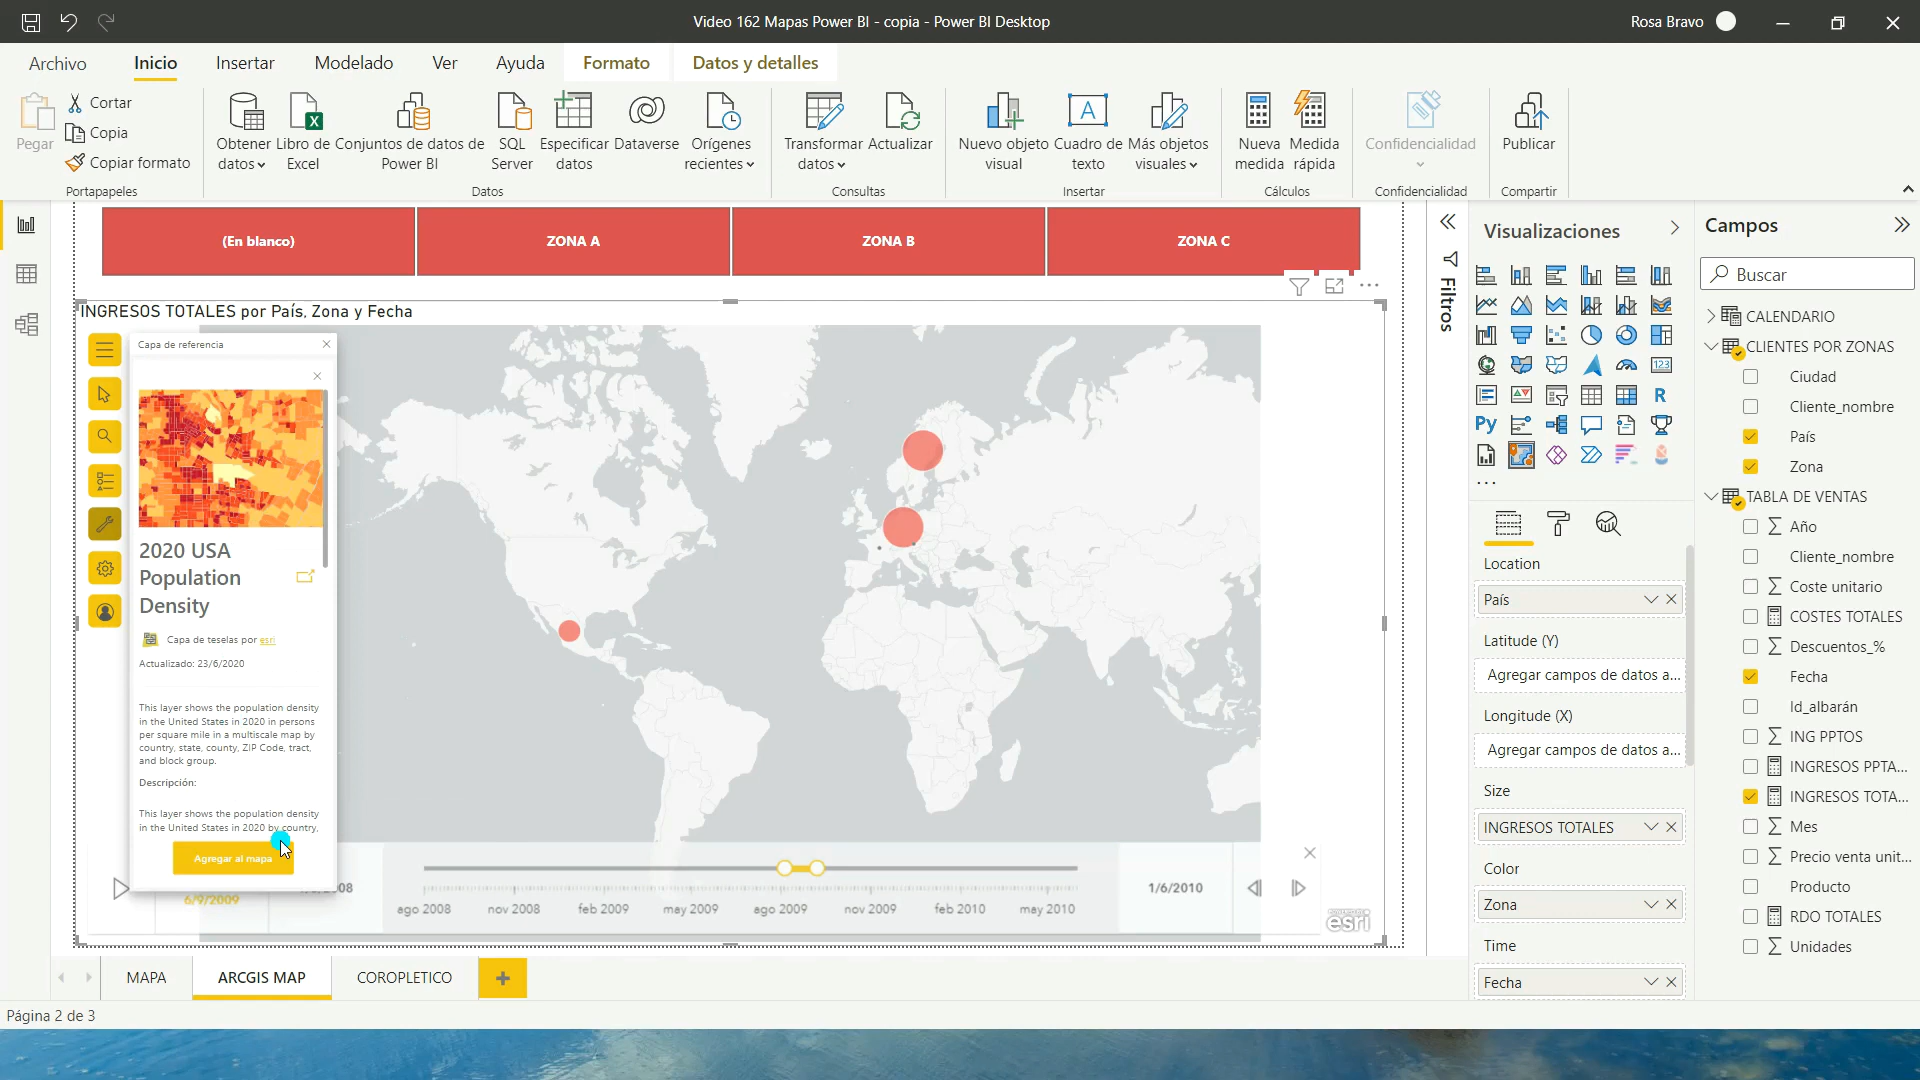 Video 162 Mapas Power BI - copia - Power BI Desktop
Rosa Bravo
Archivo
Inicio
Insertar
Modelado
Ver
Ayuda
Formato
Datos y detalles
Pegar
Cortar
Copia
Copiar formato
Portapapeles
Obtener
datos
Libro de
Excel
Conjuntos de datos de
Power BI
SQL
Server
Especificar
datos
Dataverse
Orígenes
recientes
Datos
Transformar
datos
Actualizar
Consultas
Nuevo objeto
visual
Cuadro de
texto
Más objetos
visuales
Insertar
Nueva
medida
Medida
rápida
Cálculos
Confidencialidad
Confidencialidad
Publicar
Compartir
(En blanco)
ZONA A
ZONA B
ZONA C
INGRESOS TOTALES por País, Zona y Fecha
Capa de referencia
2020 USA
Population
Density
Capa de teselas por esri
Actualizado: 23/6/2020
This layer shows the population density
in the United States in 2020 in persons
per square mile in a multiscale map by
country, state, county, ZIP Code, tract,
and block group.
Descripción:
This layer shows the population density
in the United States in 2020 by country,
Agregar al mapa
6/9/2009
ago 2008
nov 2008
feb 2009
may 2009
ago 2009
nov 2009
feb 2010
may 2010
1/6/2010
esri
MAPA
ARCGIS MAP
COROPLETICO
Página 2 de 3
Filtros
Visualizaciones
R
Py
123
Location
País
Latitude (Y)
Agregar campos de datos a...
Longitude (X)
Agregar campos de datos a...
Size
INGRESOS TOTALES
Color
Zona
Time
Fecha
Campos
Buscar
CALENDARIO
CLIENTES POR ZONAS
Ciudad
Cliente_nombre
País
Zona
TABLA DE VENTAS
Año
Cliente_nombre
Coste unitario
COSTES TOTALES
Descuentos_%
Fecha
Id_albarán
ING PPTOS
INGRESOS PPTA...
INGRESOS TOTA...
Mes
Precio venta unit...
Producto
RDO TOTALES
Unidades